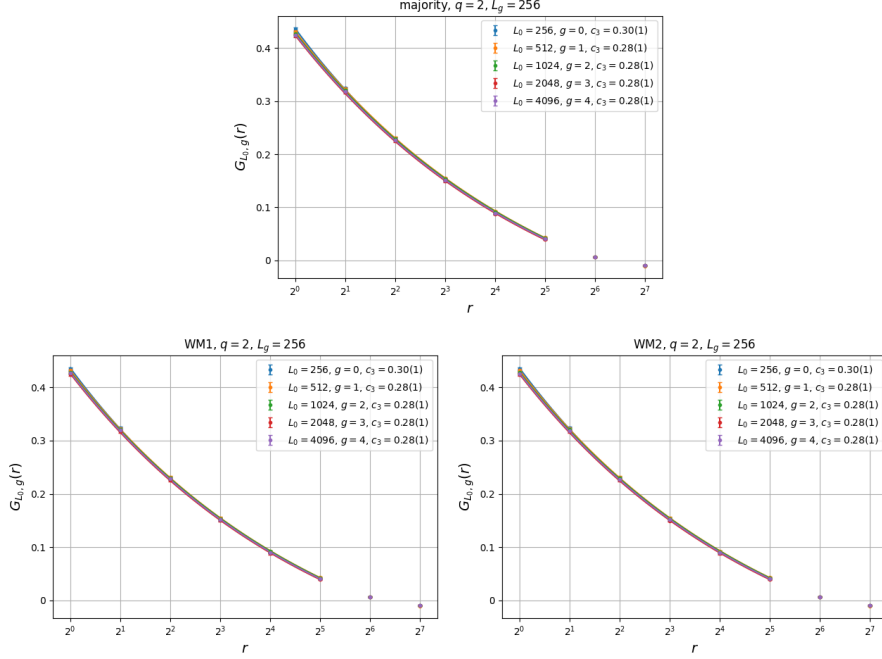 majority, q = 2, L_g = 256
L_0 = 256, g = 0, c_3 = 0.30(1)
L_0 = 512, g = 1, c_3 = 0.28(1)
L_0 = 1024, g = 2, c_3 = 0.28(1)
L_0 = 2048, g = 3, c_3 = 0.28(1)
L_0 = 4096, g = 4, c_3 = 0.28(1)
G_{L_0, g}(r)
0.4
0.3
0.2
0.1
0
2^0 2^1 2^2 2^3 2^4 2^5 2^6 2^7
r
WM1, q = 2, L_g = 256
L_0 = 256, g = 0, c_3 = 0.30(1)
L_0 = 512, g = 1, c_3 = 0.28(1)
L_0 = 1024, g = 2, c_3 = 0.28(1)
L_0 = 2048, g = 3, c_3 = 0.28(1)
L_0 = 4096, g = 4, c_3 = 0.28(1)
G_{L_0, g}(r)
0.4
0.3
0.2
0.1
0
2^0 2^1 2^2 2^3 2^4 2^5 2^6 2^7
r
WM2, q = 2, L_g = 256
L_0 = 256, g = 0, c_3 = 0.30(1)
L_0 = 512, g = 1, c_3 = 0.28(1)
L_0 = 1024, g = 2, c_3 = 0.28(1)
L_0 = 2048, g = 3, c_3 = 0.28(1)
L_0 = 4096, g = 4, c_3 = 0.28(1)
G_{L_0, g}(r)
0.4
0.3
0.2
0.1
0
2^0 2^1 2^2 2^3 2^4 2^5 2^6 2^7
r